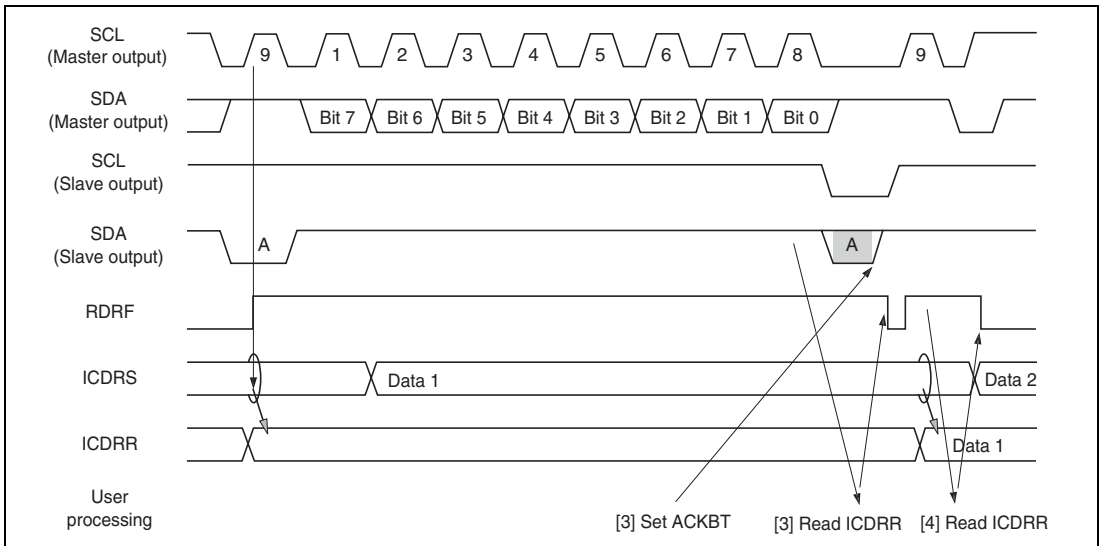 SCL
(Master output)
9 1 2 3 4 5 6 7 8 9
SDA
(Master output)
Bit 7 Bit 6 Bit 5 Bit 4 Bit 3 Bit 2 Bit 1 Bit 0
SCL
(Slave output)
SDA
(Slave output)
A A
RDRF
ICDRS
Data 1 Data 2
ICDRR
Data 1
User
processing
[3] Set ACKBT [3] Read ICDRR [4] Read ICDRR